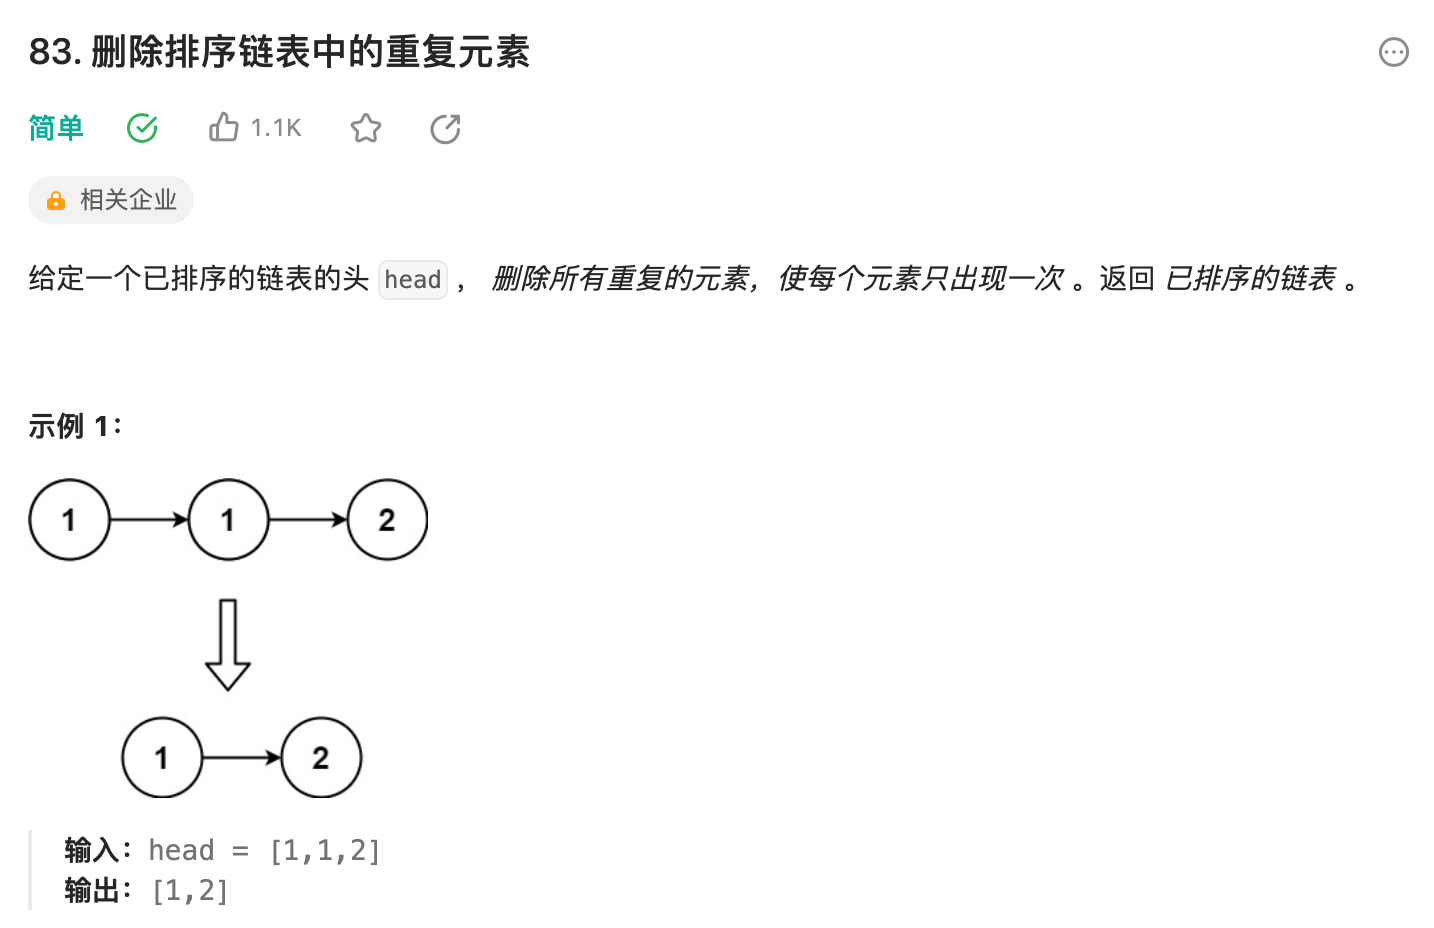 83. 删除排序链表中的重复元素
简单 1.1K
相关企业
给定一个已排序的链表的头 head ， 删除所有重复的元素，使每个元素只出现一次 。返回 已排序的链表 。
示例 1：
1 1 2
1 2
输入：head = [1,1,2]
输出：[1,2]